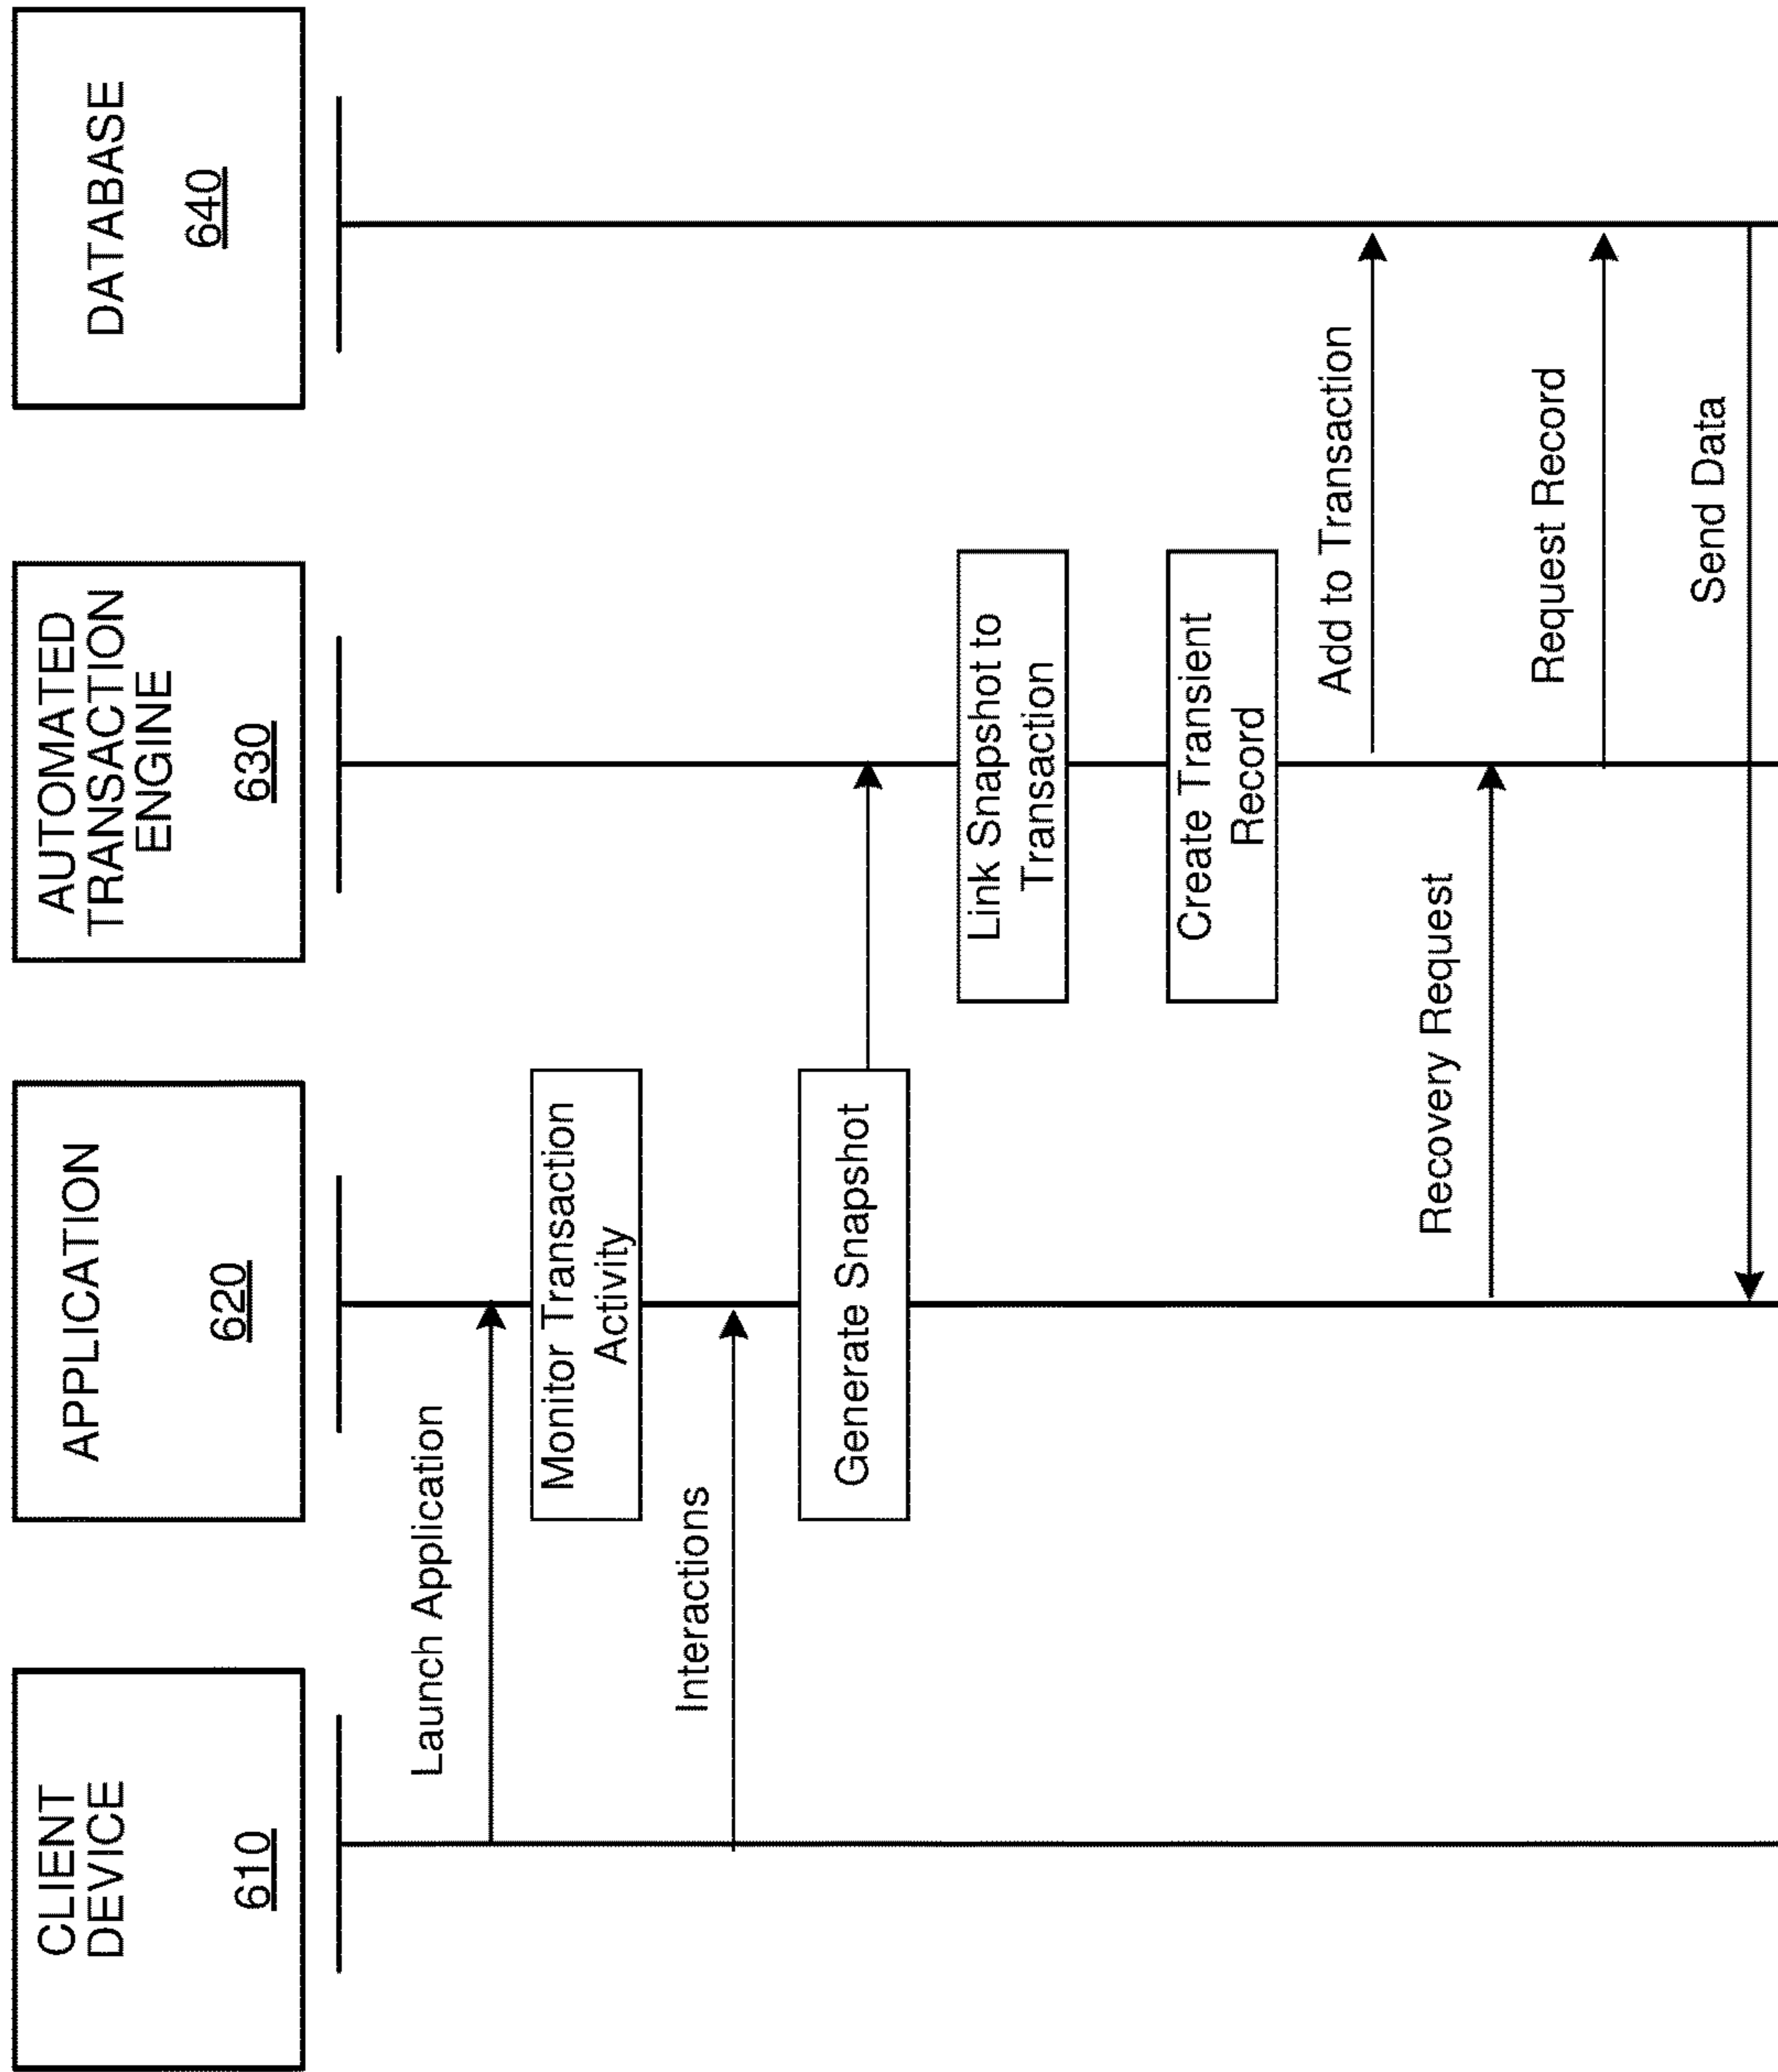 CLIENT
DEVICE
610
APPLICATION
620
AUTOMATED
TRANSACTION
ENGINE
630
DATABASE
640
Launch Application
Monitor Transaction
Activity
Interactions
Generate Snapshot
Link Snapshot to
Transaction
Create Transient
Record
Add to Transaction
Recovery Request
Request Record
Send Data